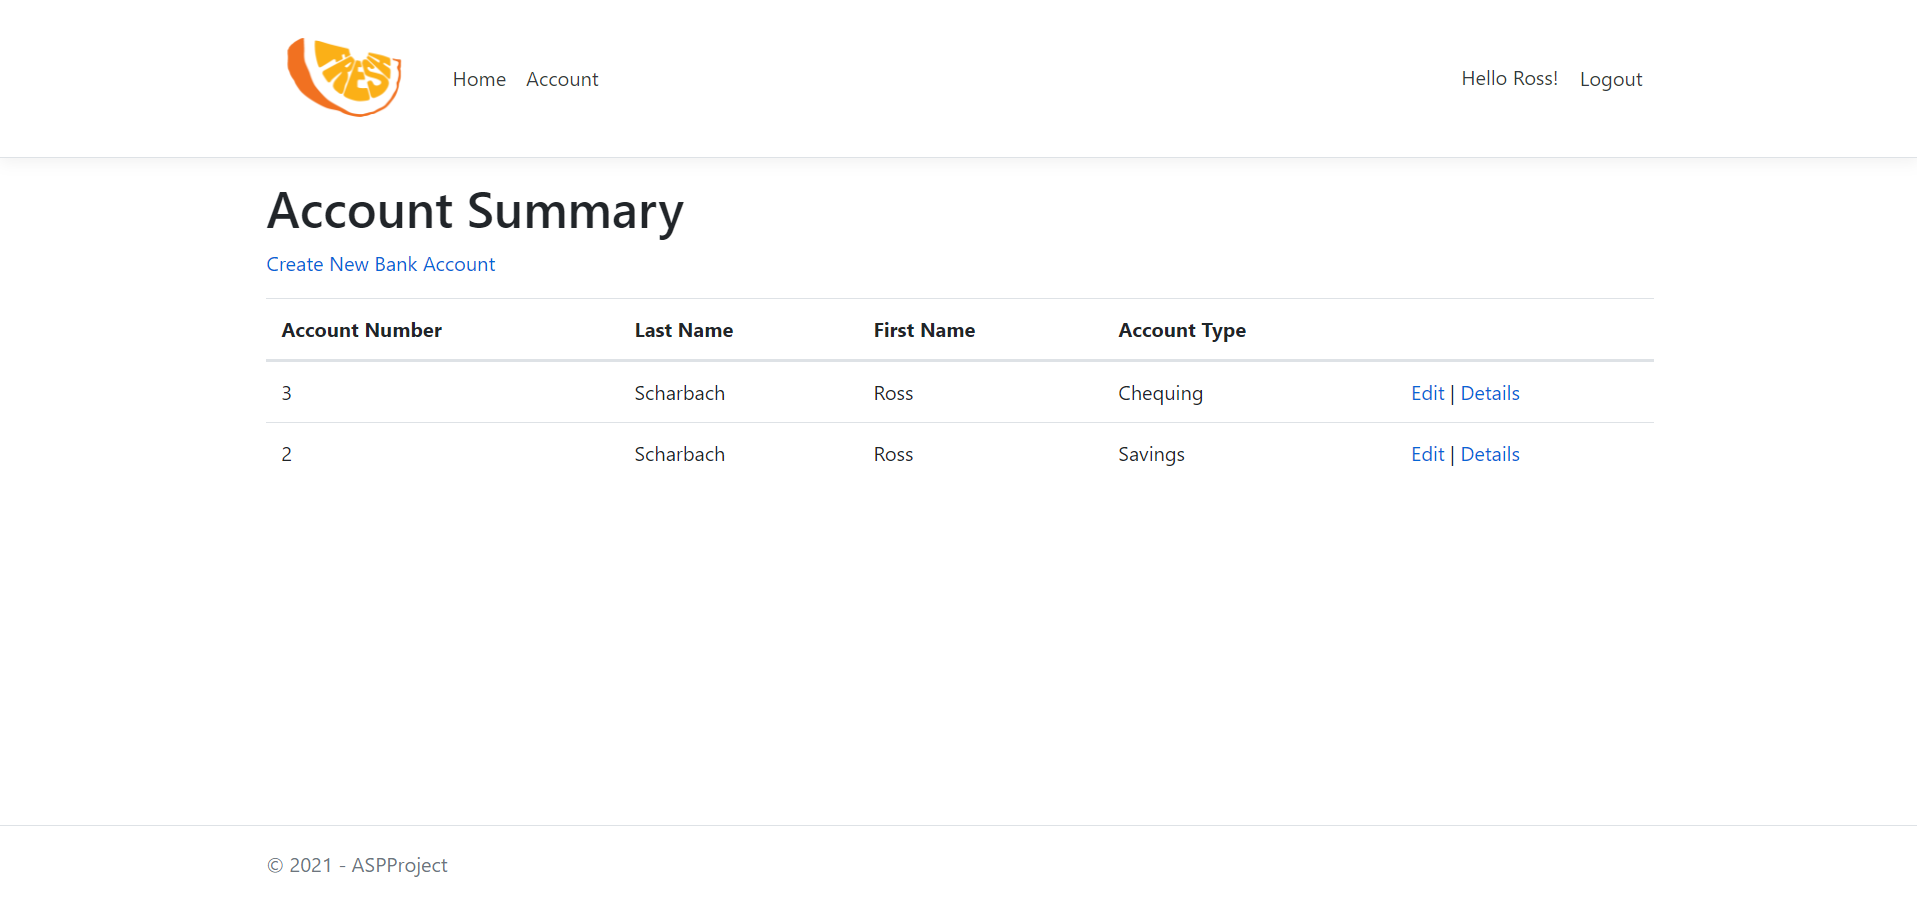 FRESH
Home Account Hello Ross! Logout
Account Summary
Create New Bank Account
Account Number Last Name First Name Account Type
3 Scharbach Ross Chequing Edit | Details
2 Scharbach Ross Savings Edit | Details
© 2021 - ASPProject